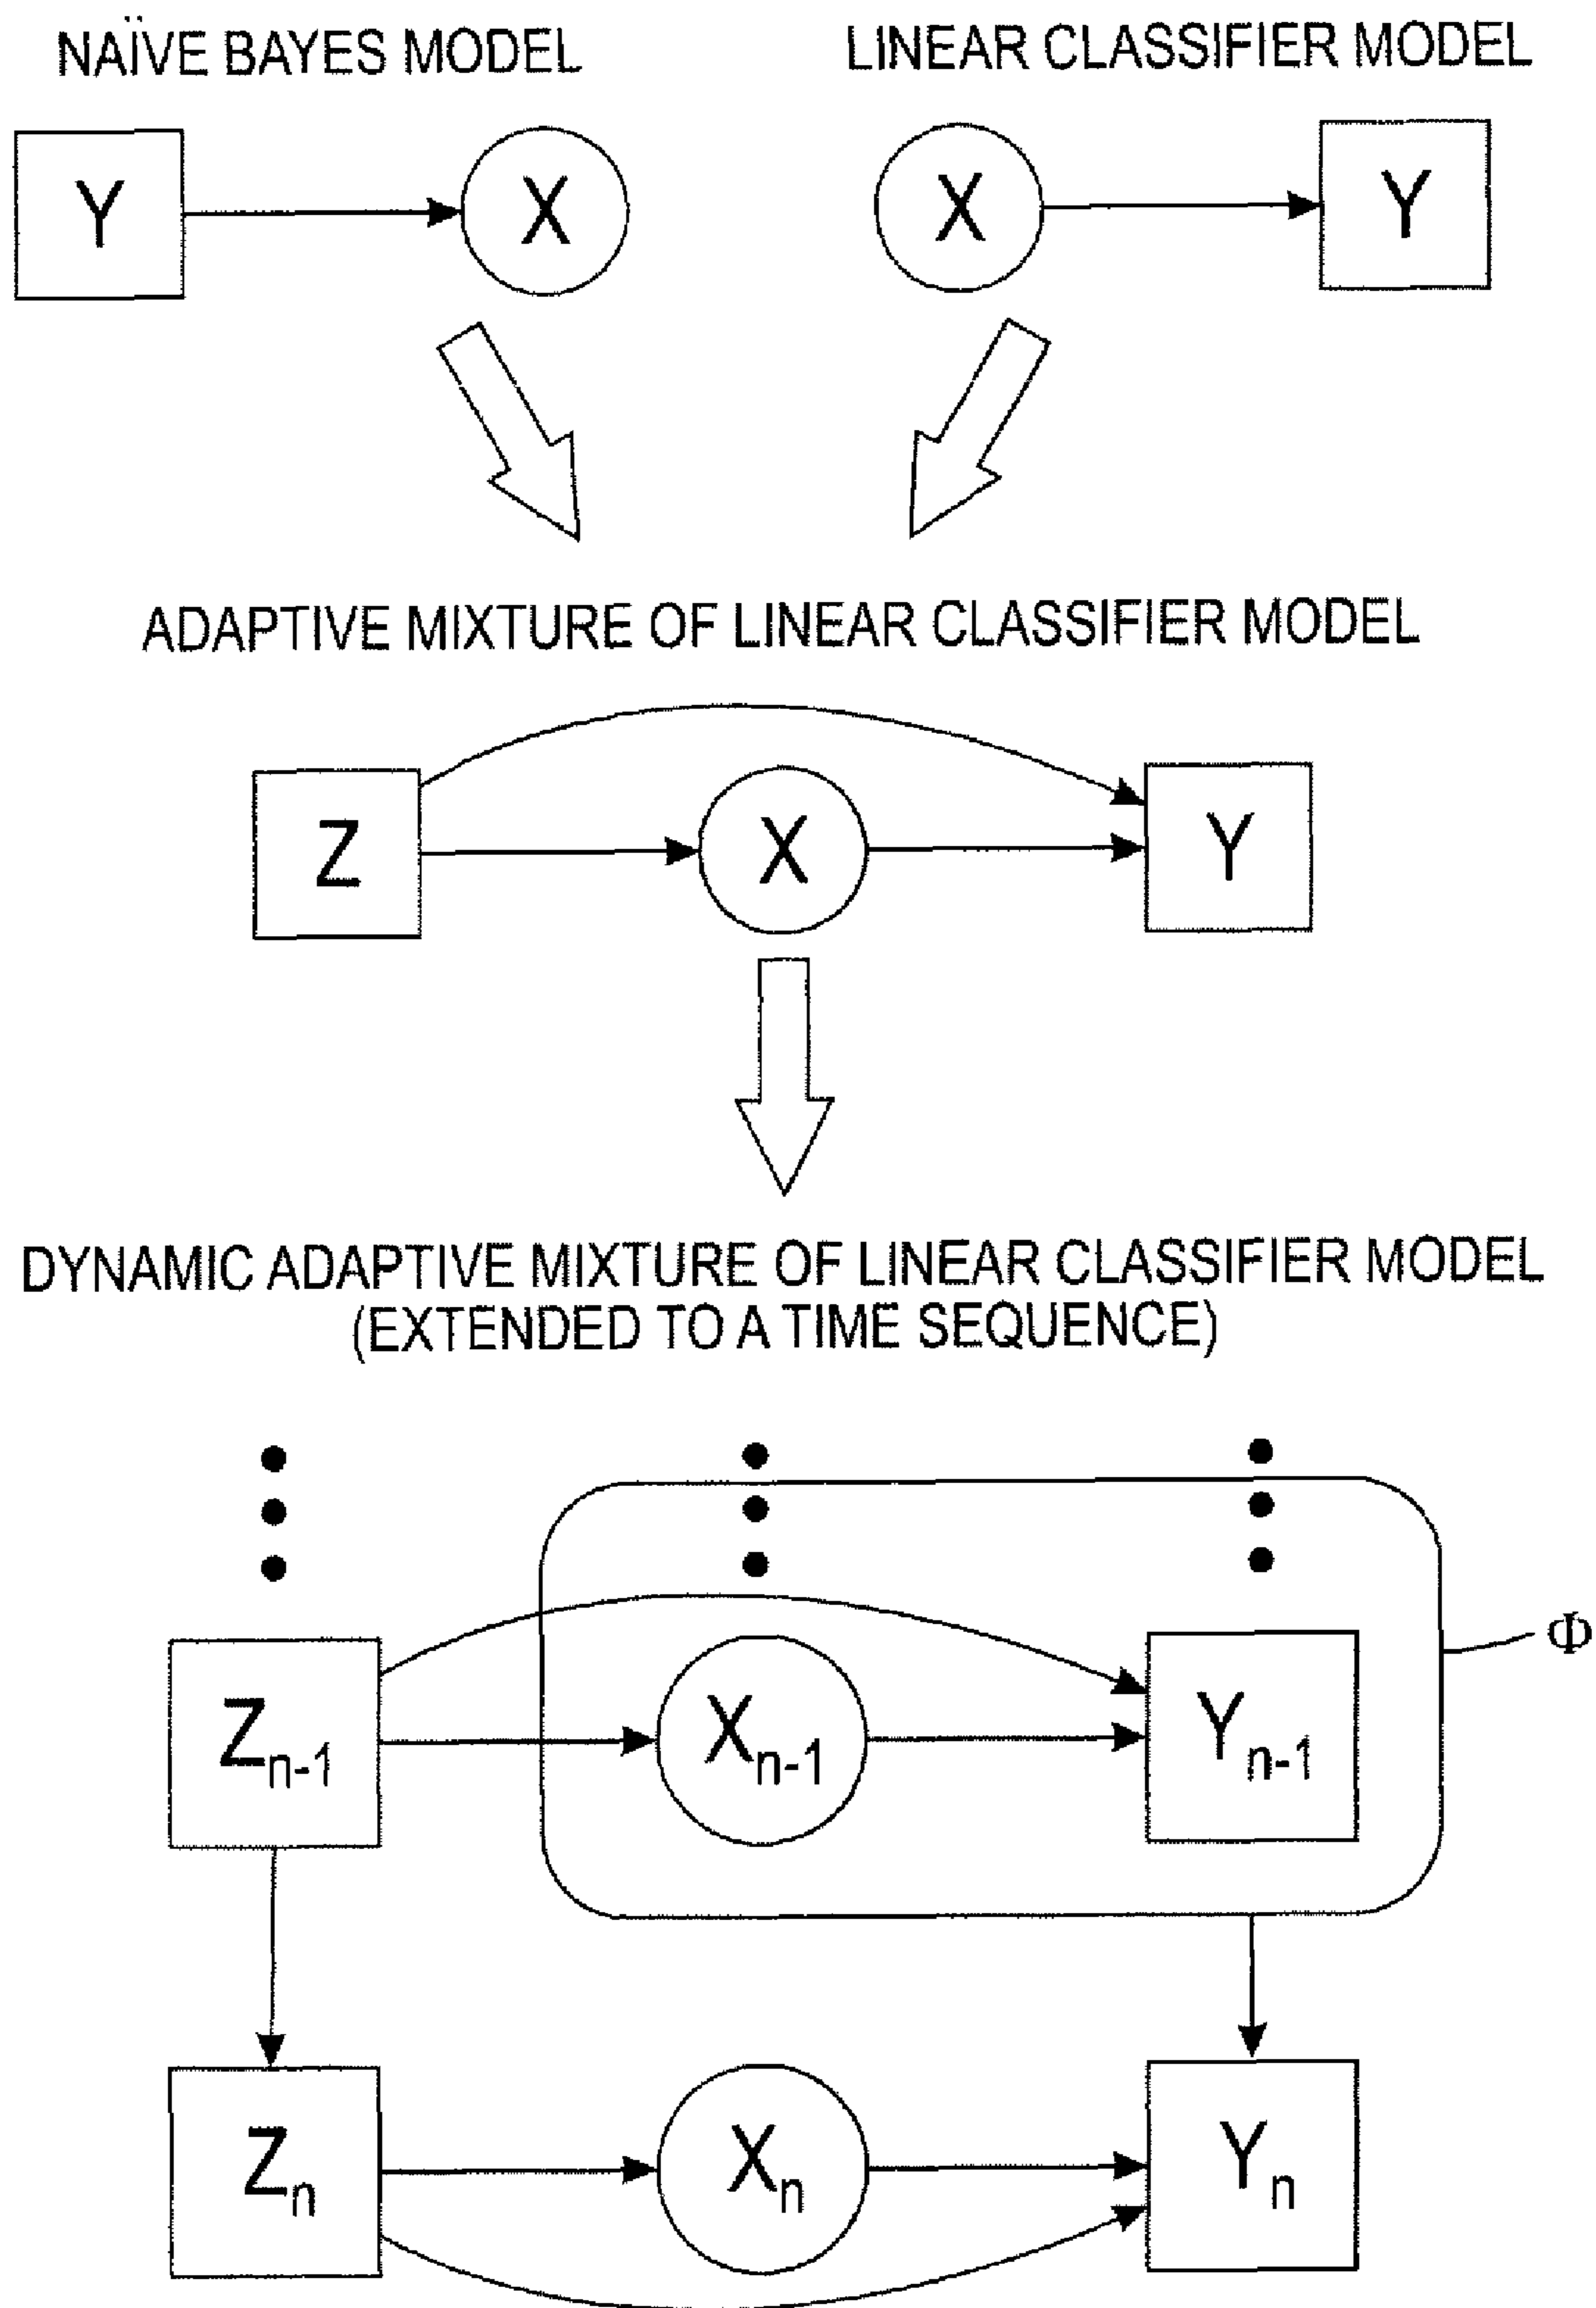 NAÏVE BAYES MODEL
LINEAR CLASSIFIER MODEL
Y
X
X
Y
ADAPTIVE MIXTURE OF LINEAR CLASSIFIER MODEL
Z
X
Y
DYNAMIC ADAPTIVE MIXTURE OF LINEAR CLASSIFIER MODEL
(EXTENDED TO A TIME SEQUENCE)
Φ
Zn-1
Xn-1
Yn-1
Zn
Xn
Yn